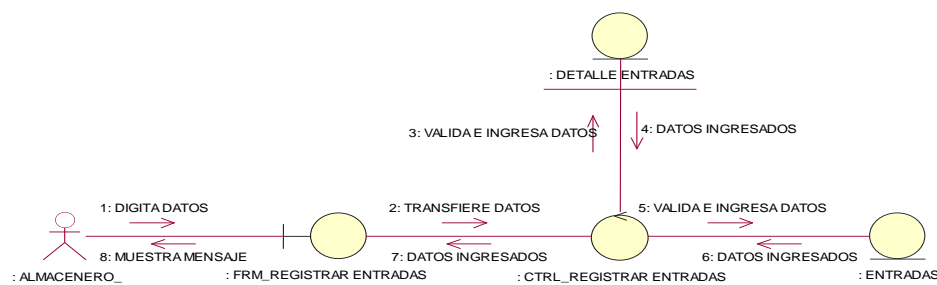 : DETALLE ENTRADAS
3: VALIDA E INGRESA DATOS
4: DATOS INGRESADOS
1: DIGITA DATOS
2: TRANSFIERE DATOS
5: VALIDA E INGRESA DATOS
8: MUESTRA MENSAJE
7: DATOS INGRESADOS
6: DATOS INGRESADOS
: ALMACENERO_
: FRM_REGISTRAR ENTRADAS
: CTRL_REGISTRAR ENTRADAS
: ENTRADAS